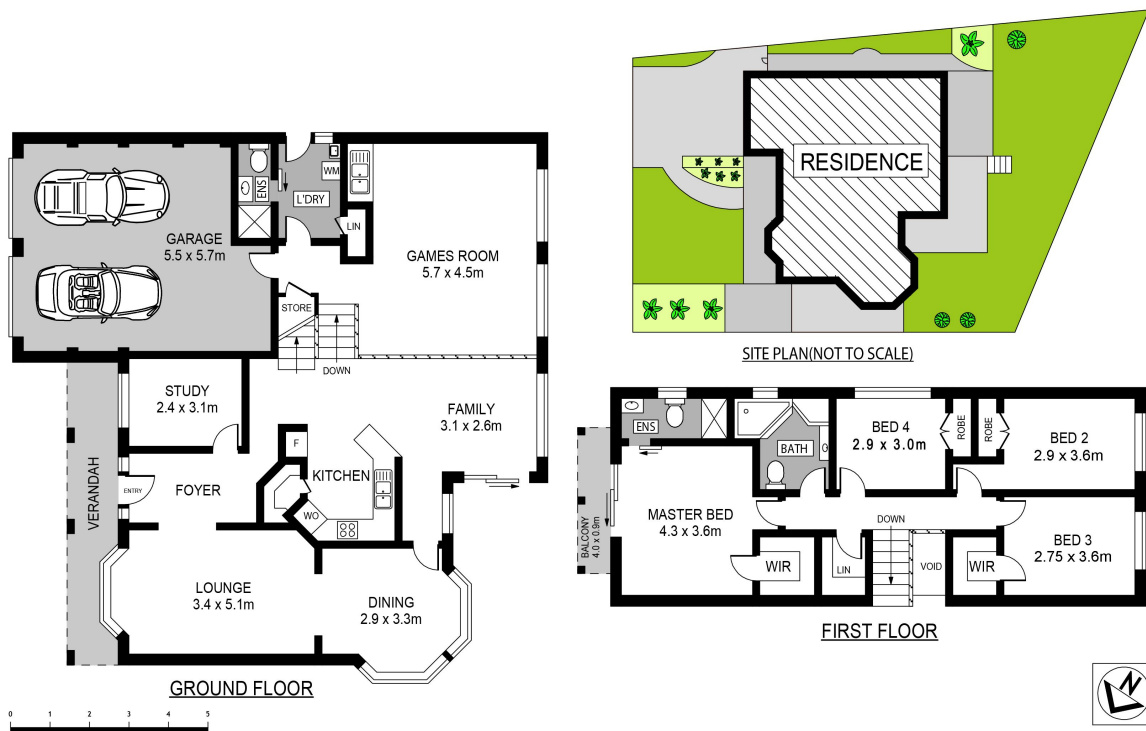 ENS
L'DRY
WM
LIN
GARAGE
5.5 x 5.7m
GAMES ROOM
5.7 x 4.5m
STORE
DOWN
STUDY
2.4 x 3.1m
FAMILY
3.1 x 2.6m
F
KITCHEN
WO
VERANDAH
ENTRY
FOYER
LOUNGE
3.4 x 5.1m
DINING
2.9 x 3.3m
GROUND FLOOR
0 1 2 3 4 5
RESIDENCE
SITE PLAN(NOT TO SCALE)
ENS
BATH
BED 4
2.9 x 3.0m
ROBE
ROBE
BED 2
2.9 x 3.6m
BALCONY
4.0 x 0.9m
MASTER BED
4.3 x 3.6m
DOWN
WIR
LIN
VOID
WIR
BED 3
2.75 x 3.6m
FIRST FLOOR
N